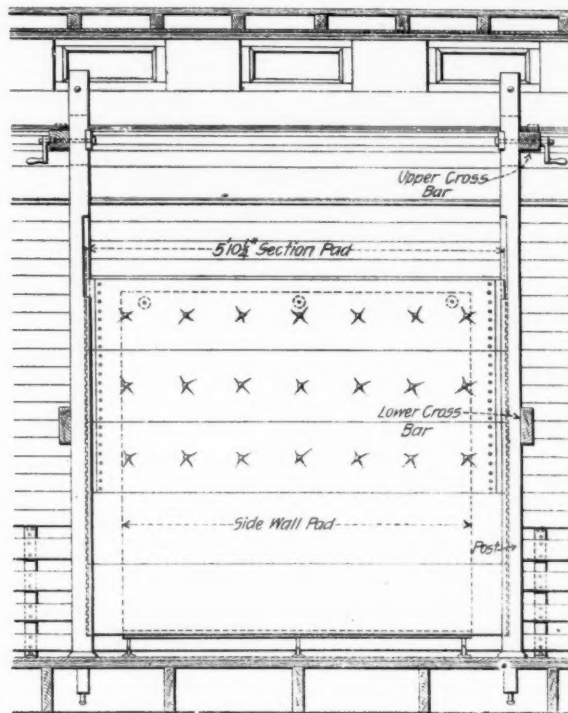 Upper Cross
Bar
5'10½" Section Pad
Lower Cross
Bar
Side Wall Pad
Post